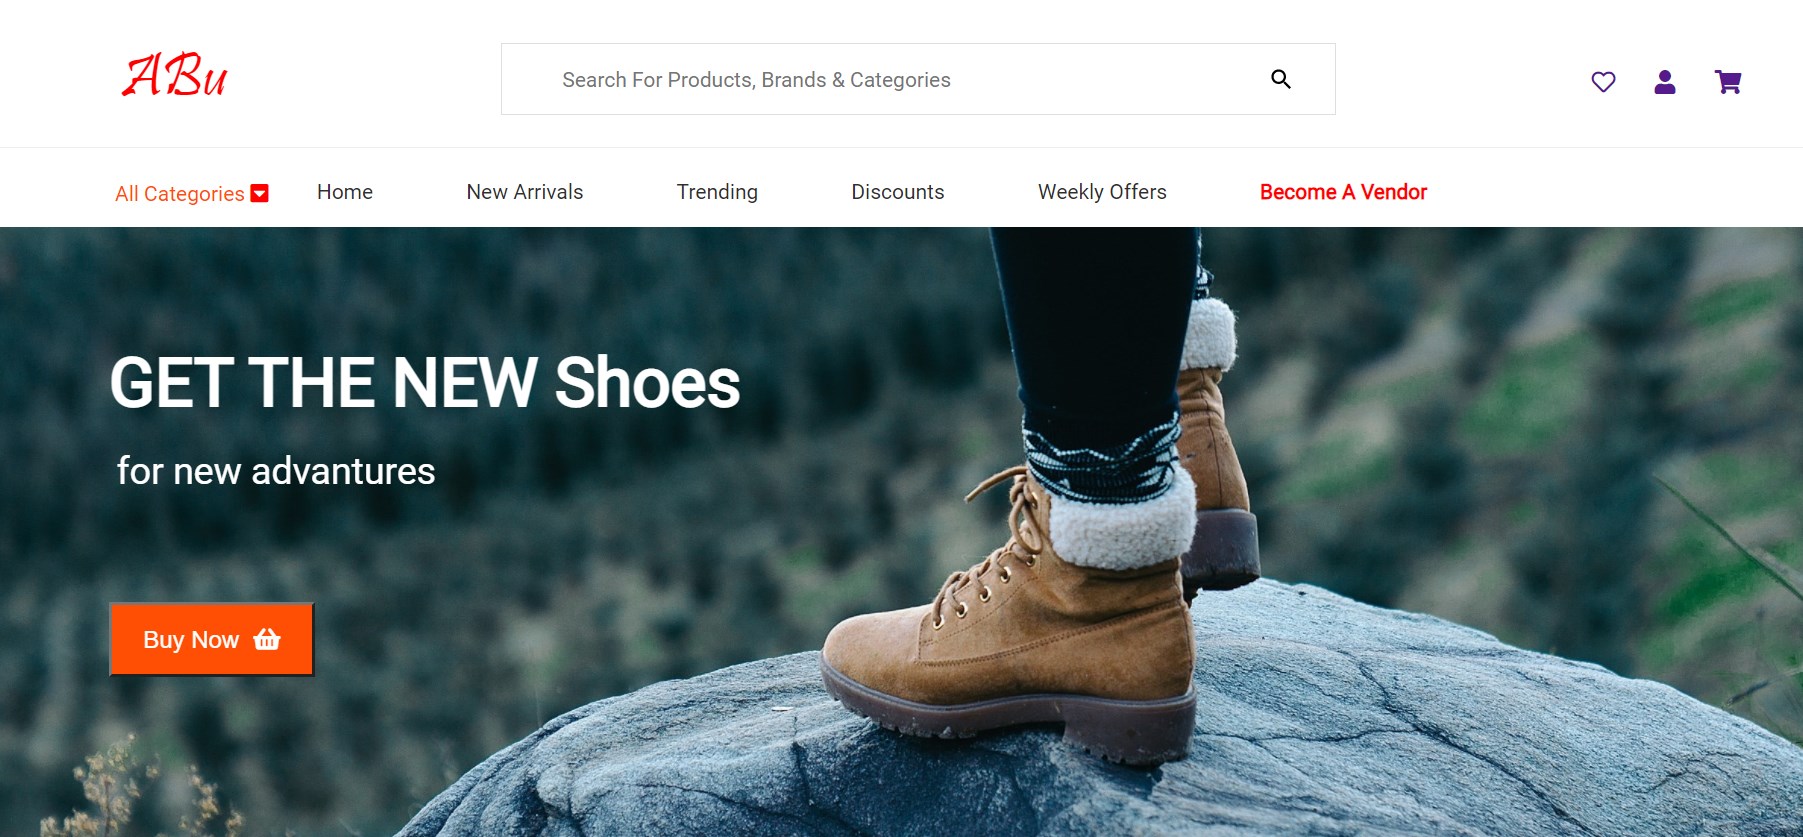 ABu
Search For Products, Brands & Categories
All Categories
Home
New Arrivals
Trending
Discounts
Weekly Offers
Become A Vendor
GET THE NEW Shoes
for new advantures
Buy Now